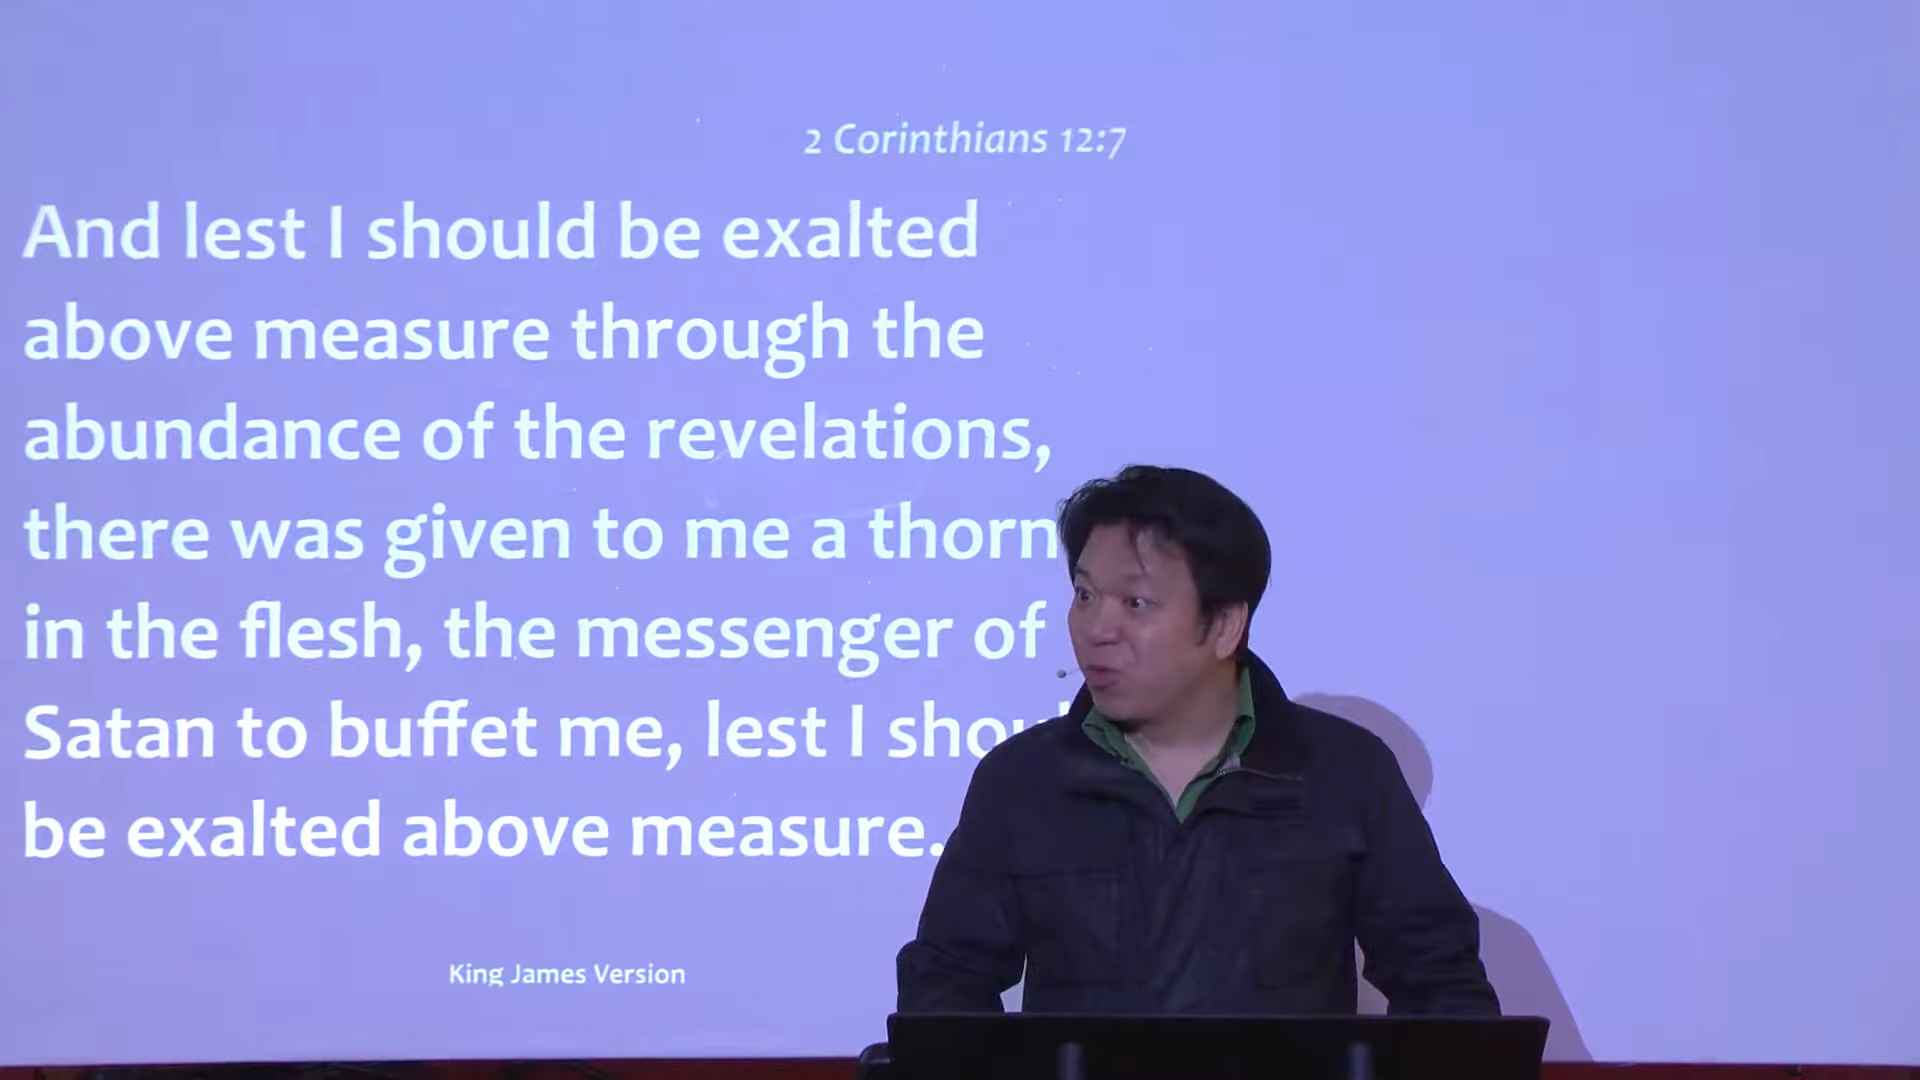 2 Corinthians 12:7
And lest I should be exalted
above measure through the
abundance of the revelations,
there was given to me a thorn
in the flesh, the messenger of
Satan to buffet me, lest I
be exalted above measure.
King James Version